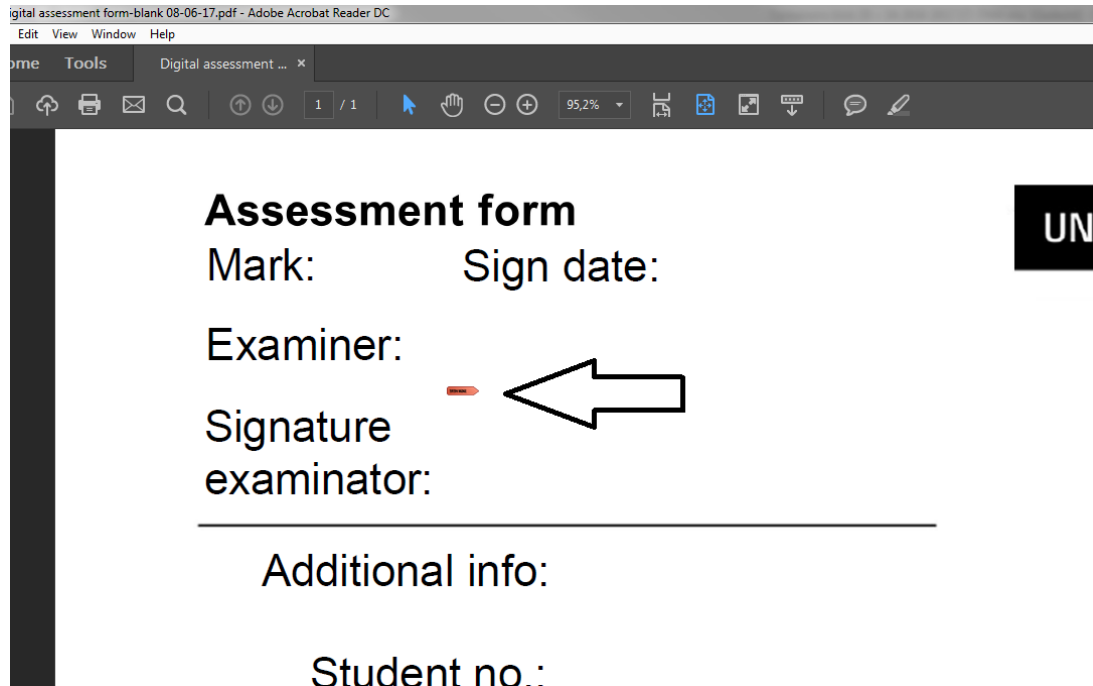 igital assessment form-blank 08-06-17.pdf - Adobe Acrobat Reader DC
Edit View Window Help
ome Tools Digital assessment ... ×
1 / 1 95,2%
Assessment form
UN
Mark: Sign date:
Examiner:
Signature
examinator:
Additional info:
Student no.: